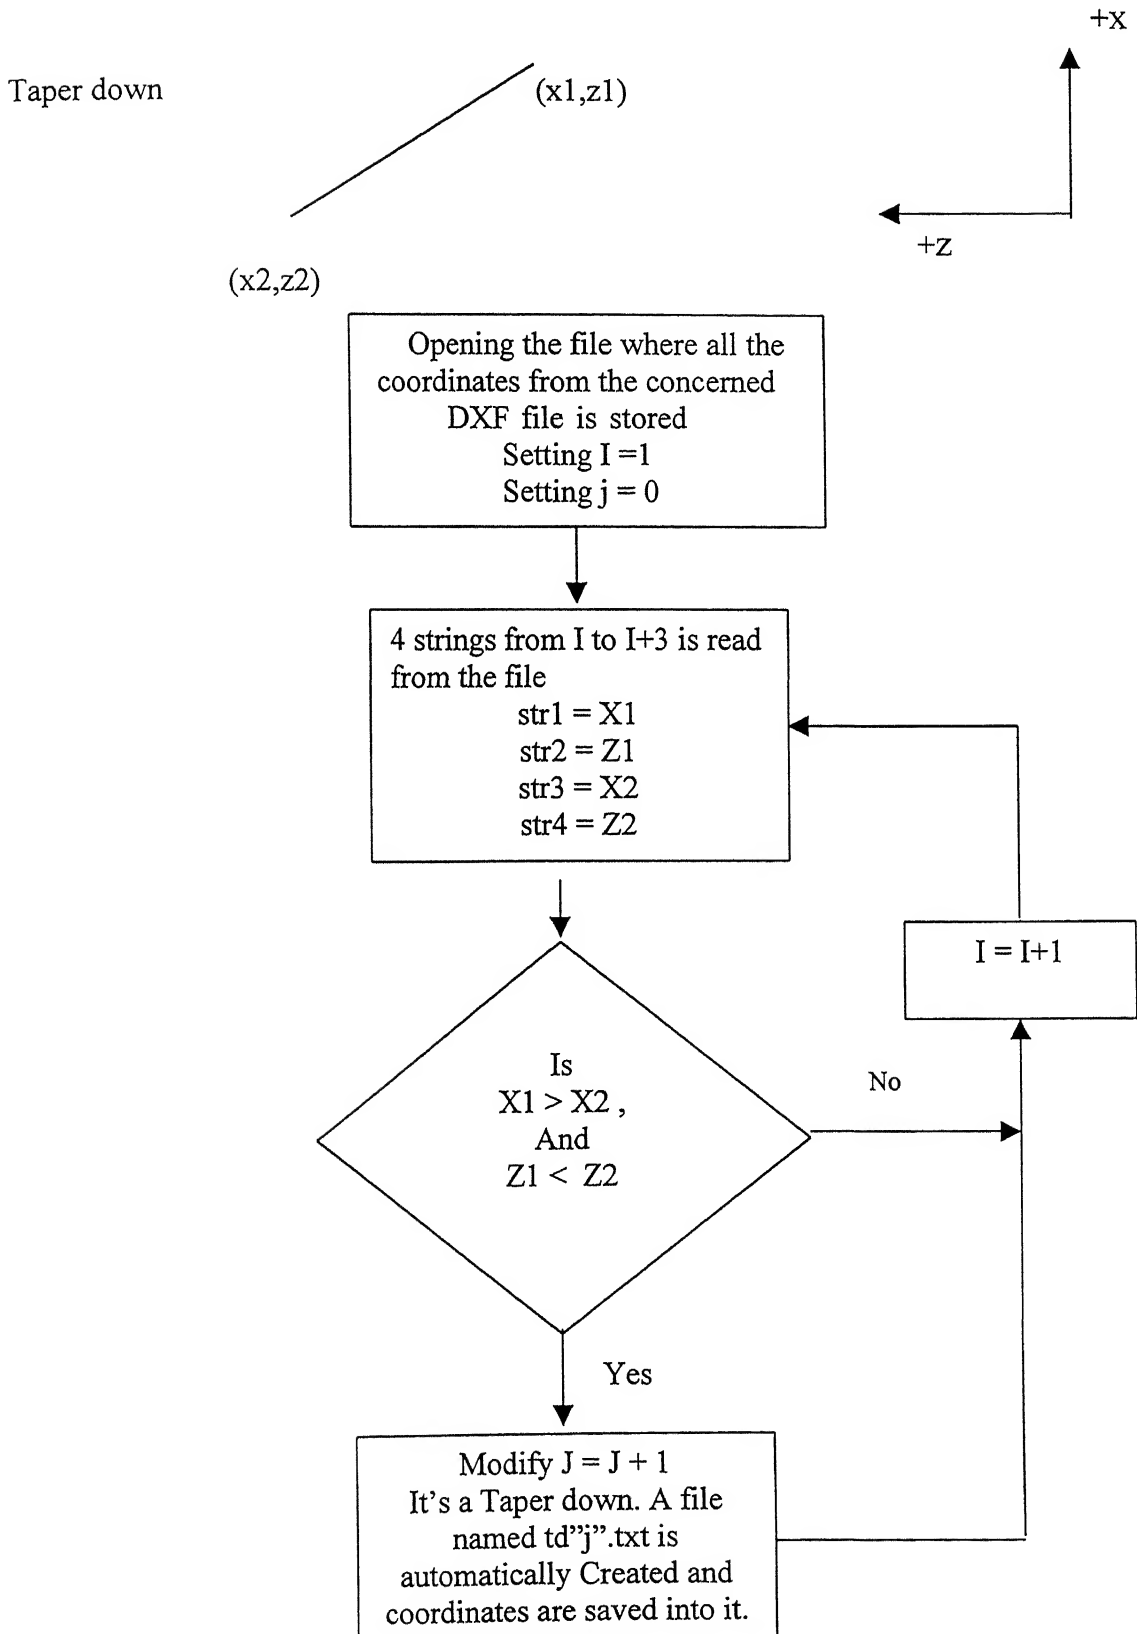 +x
Taper down
(x1,z1)
+z
(x2,z2)
Opening the file where all the
coordinates from the concerned
DXF file is stored
Setting I =1
Setting j = 0
4 strings from I to I+3 is read
from the file
str1 = X1
str2 = Z1
str3 = X2
str4 = Z2
I = I+1
Is
X1 > X2 ,
And
Z1 < Z2
No
Yes
Modify J = J + 1
It's a Taper down. A file
named td”j”.txt is
automatically Created and
coordinates are saved into it.